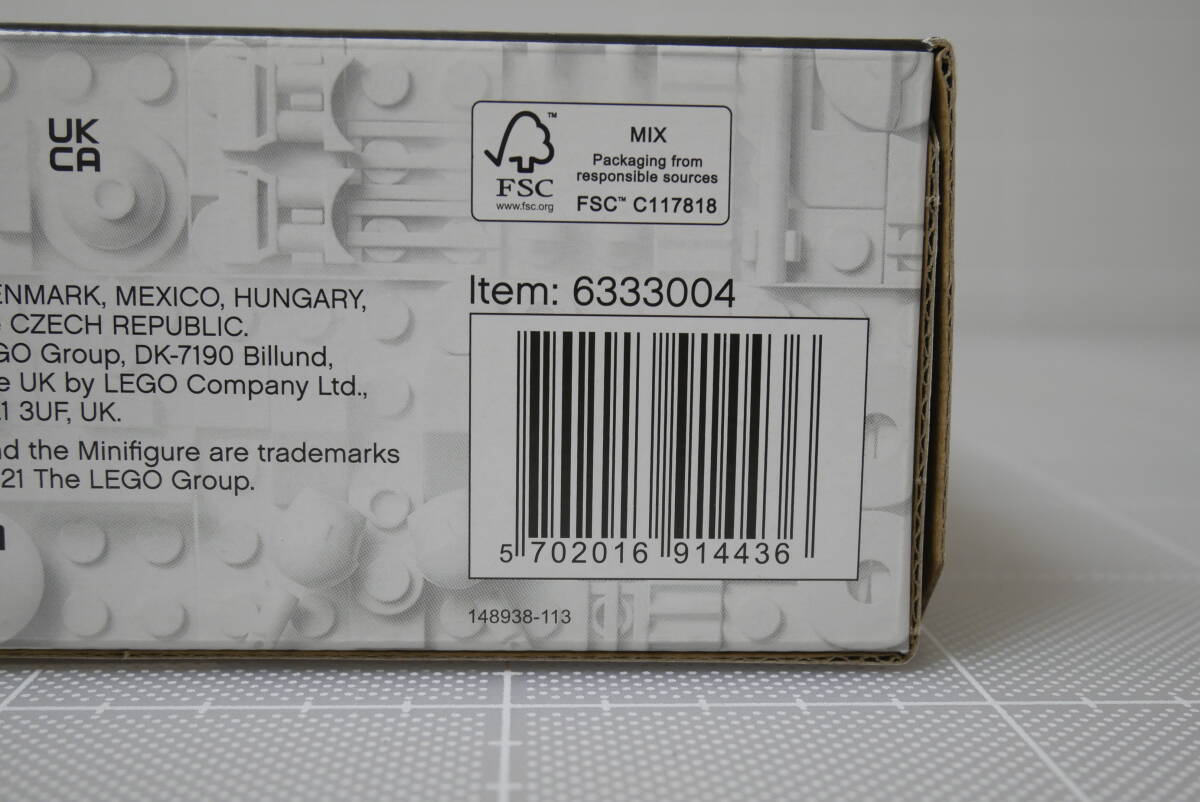 UK
CA
™
FSC
www.fsc.org
MIX
Packaging from
responsible sources
FSC™ C117818
ENMARK, MEXICO, HUNGARY,
CZECH REPUBLIC.
GO Group, DK-7190 Billund,
e UK by LEGO Company Ltd.,
1 3UF, UK.
nd the Minifigure are trademarks
21 The LEGO Group.
Item: 6333004
5 702016 914436
148938-113